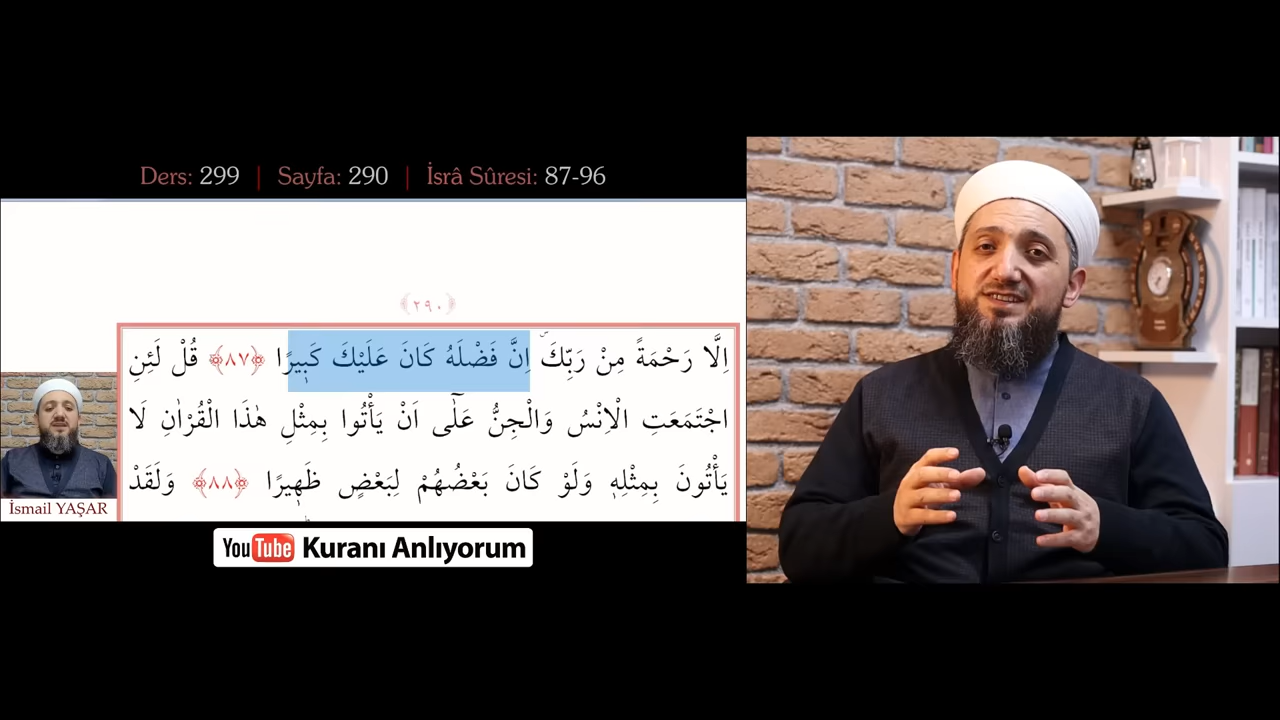 Ders: 299 | Sayfa: 290 | İsrâ Sûresi: 87-96
﴿٢٩٠﴾
اِلَّا رَحْمَةً مِنْ رَبِّكَۜ اِنَّ فَضْلَهُ كَانَ عَلَيْكَ كَب۪يرًا ﴿٨٧﴾ قُلْ لَئِنِ
اجْتَمَعَتِ الْاِنْسُ وَالْجِنُّ عَلٰٓى اَنْ يَأْتُوا بِمِثْلِ هٰذَا الْقُرْاٰنِ لَا
يَأْتُونَ بِمِثْلِه۪ وَلَوْ كَانَ بَعْضُهُمْ لِبَعْضٍ ظَه۪يرًا ﴿٨٨﴾ وَلَقَدْ
İsmail YAŞAR
YouTube Kuranı Anlıyorum